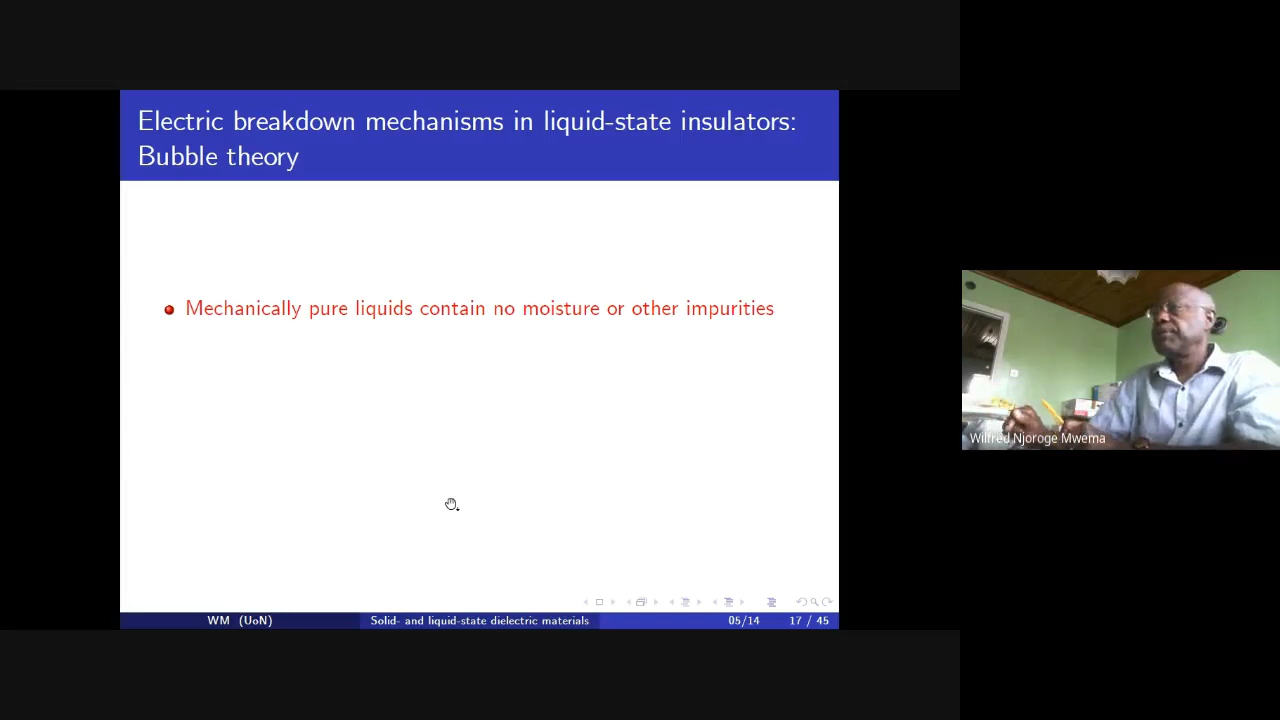 Electric breakdown mechanisms in liquid-state insulators:
Bubble theory
Mechanically pure liquids contain no moisture or other impurities
Wilfred Njoroge Mwema
WM (UoN)
Solid- and liquid-state dielectric materials
05/14
17 / 45